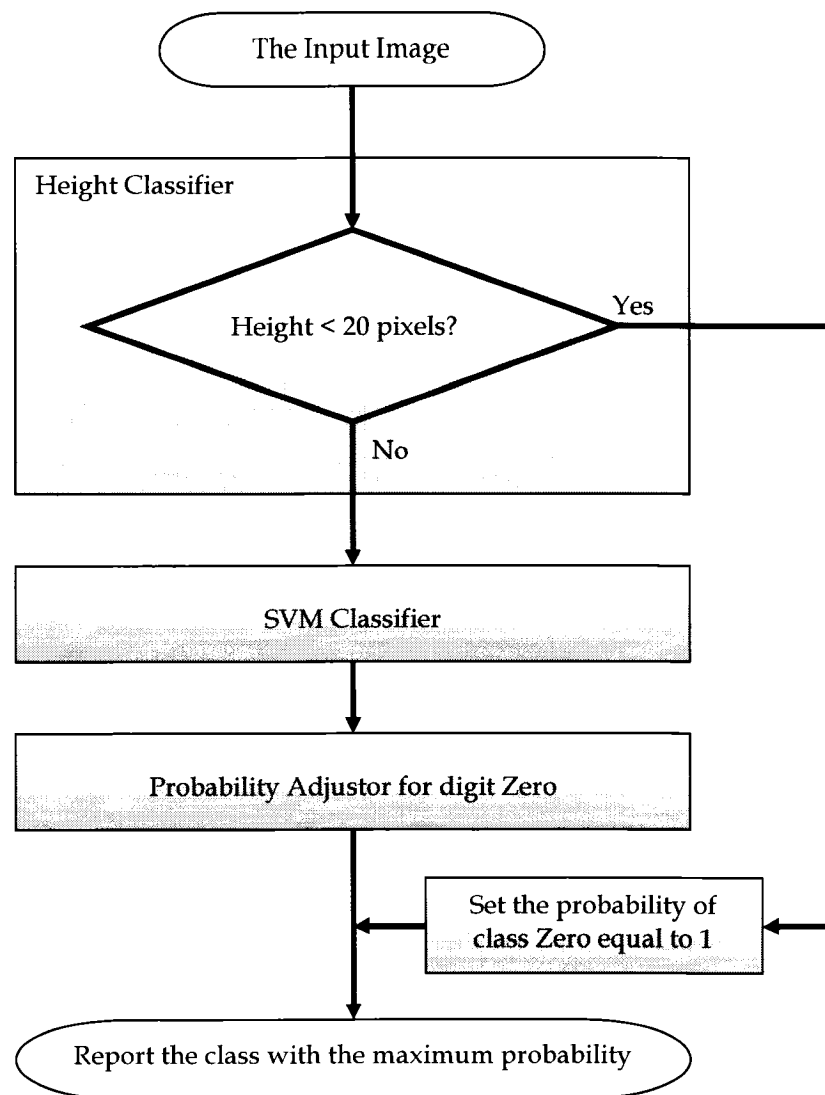 The Input Image
Height Classifier
Yes
Height < 20 pixels?
No
SVM Classifier
Probability Adjustor for digit Zero
Set the probability of
class Zero equal to 1
Report the class with the maximum probability